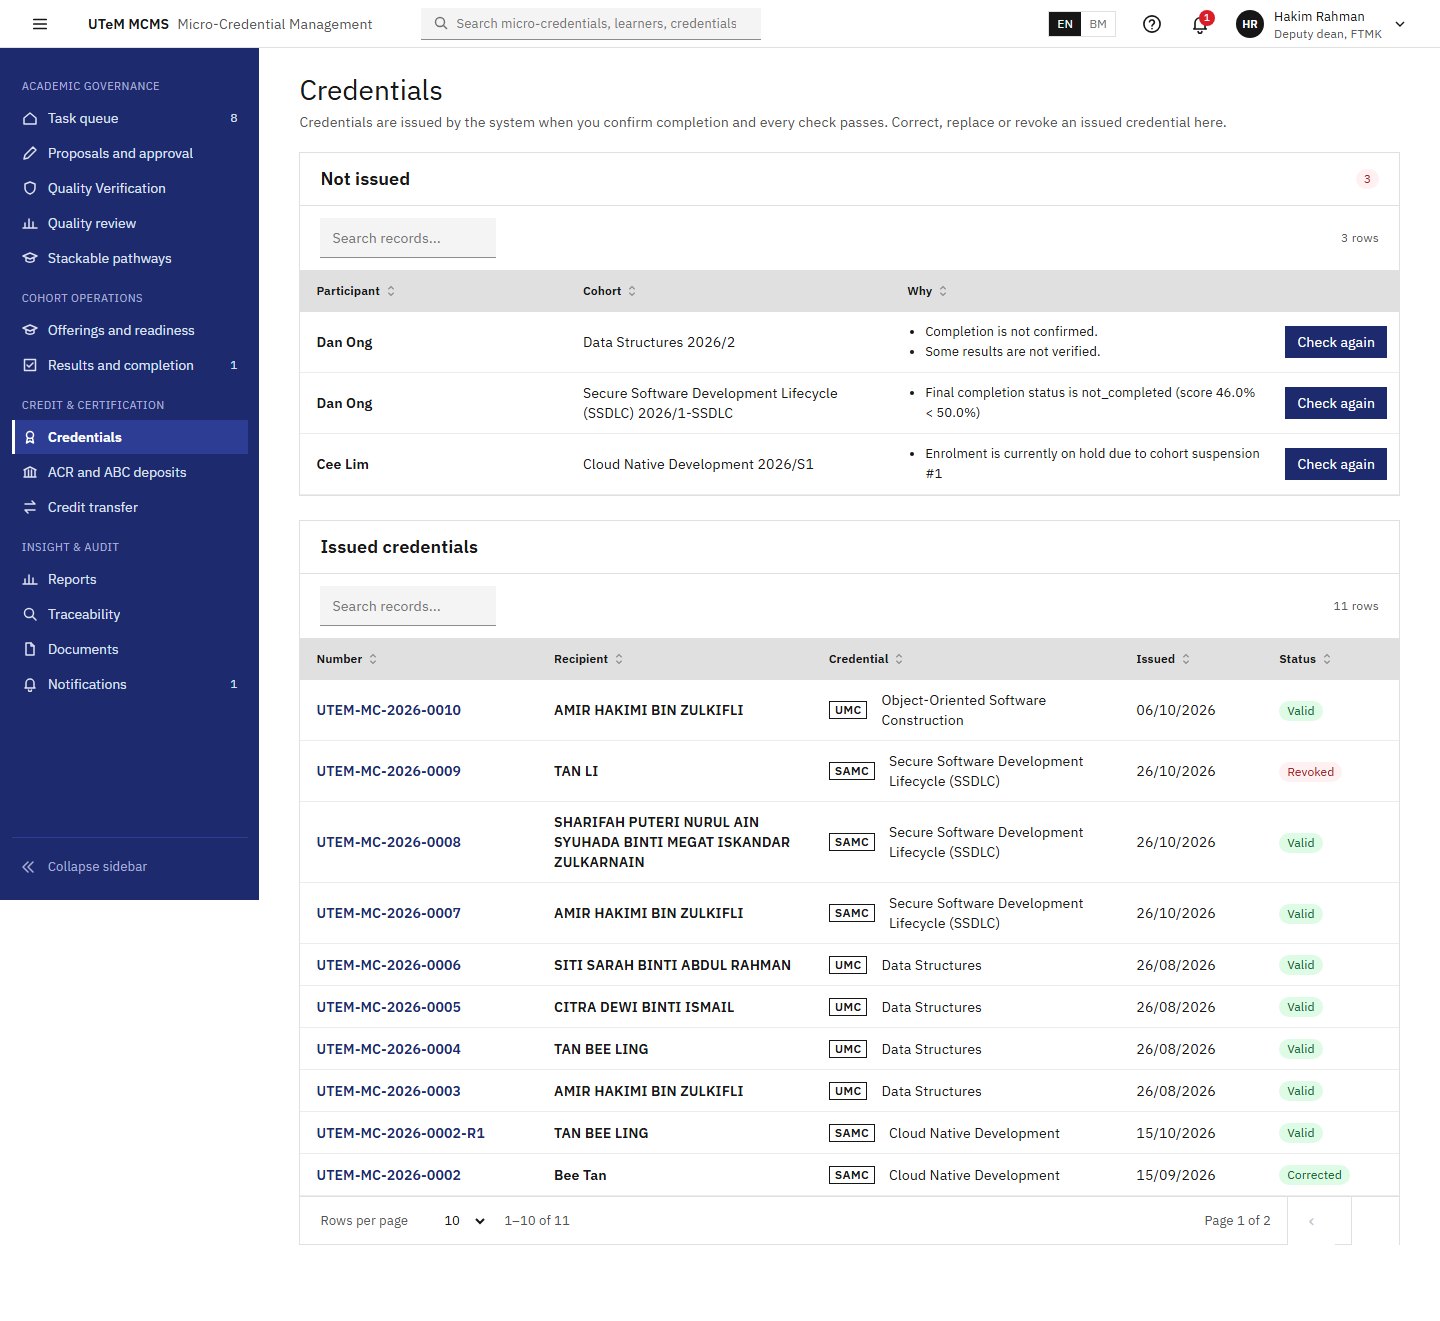 UTeM MCMS Micro-Credential Management
Search micro-credentials, learners, credentials
EN BM
1
HR
Hakim Rahman
Deputy dean, FTMK
ACADEMIC GOVERNANCE
Task queue 8
Proposals and approval
Quality Verification
Quality review
Stackable pathways
COHORT OPERATIONS
Offerings and readiness
Results and completion 1
CREDIT & CERTIFICATION
Credentials
ACR and ABC deposits
Credit transfer
INSIGHT & AUDIT
Reports
Traceability
Documents
Notifications 1
Collapse sidebar
Credentials
Credentials are issued by the system when you confirm completion and every check passes. Correct, replace or revoke an issued credential here.
Not issued 3
Search records... 3 rows
Participant Cohort Why
Dan Ong Data Structures 2026/2
• Completion is not confirmed.
• Some results are not verified.
Check again
Dan Ong
Secure Software Development Lifecycle
(SSDLC) 2026/1-SSDLC
• Final completion status is not_completed (score 46.0%
< 50.0%)
Check again
Cee Lim Cloud Native Development 2026/S1
• Enrolment is currently on hold due to cohort suspension
#1
Check again
Issued credentials
Search records... 11 rows
Number Recipient Credential Issued Status
UTEM-MC-2026-0010 AMIR HAKIMI BIN ZULKIFLI UMC
Object-Oriented Software
Construction
06/10/2026 Valid
UTEM-MC-2026-0009 TAN LI SAMC
Secure Software Development
Lifecycle (SSDLC)
26/10/2026 Revoked
UTEM-MC-2026-0008
SHARIFAH PUTERI NURUL AIN
SYUHADA BINTI MEGAT ISKANDAR
ZULKARNAIN
SAMC
Secure Software Development
Lifecycle (SSDLC)
26/10/2026 Valid
UTEM-MC-2026-0007 AMIR HAKIMI BIN ZULKIFLI SAMC
Secure Software Development
Lifecycle (SSDLC)
26/10/2026 Valid
UTEM-MC-2026-0006 SITI SARAH BINTI ABDUL RAHMAN UMC Data Structures 26/08/2026 Valid
UTEM-MC-2026-0005 CITRA DEWI BINTI ISMAIL UMC Data Structures 26/08/2026 Valid
UTEM-MC-2026-0004 TAN BEE LING UMC Data Structures 26/08/2026 Valid
UTEM-MC-2026-0003 AMIR HAKIMI BIN ZULKIFLI UMC Data Structures 26/08/2026 Valid
UTEM-MC-2026-0002-R1 TAN BEE LING SAMC Cloud Native Development 15/10/2026 Valid
UTEM-MC-2026-0002 Bee Tan SAMC Cloud Native Development 15/09/2026 Corrected
Rows per page 10 1–10 of 11 Page 1 of 2